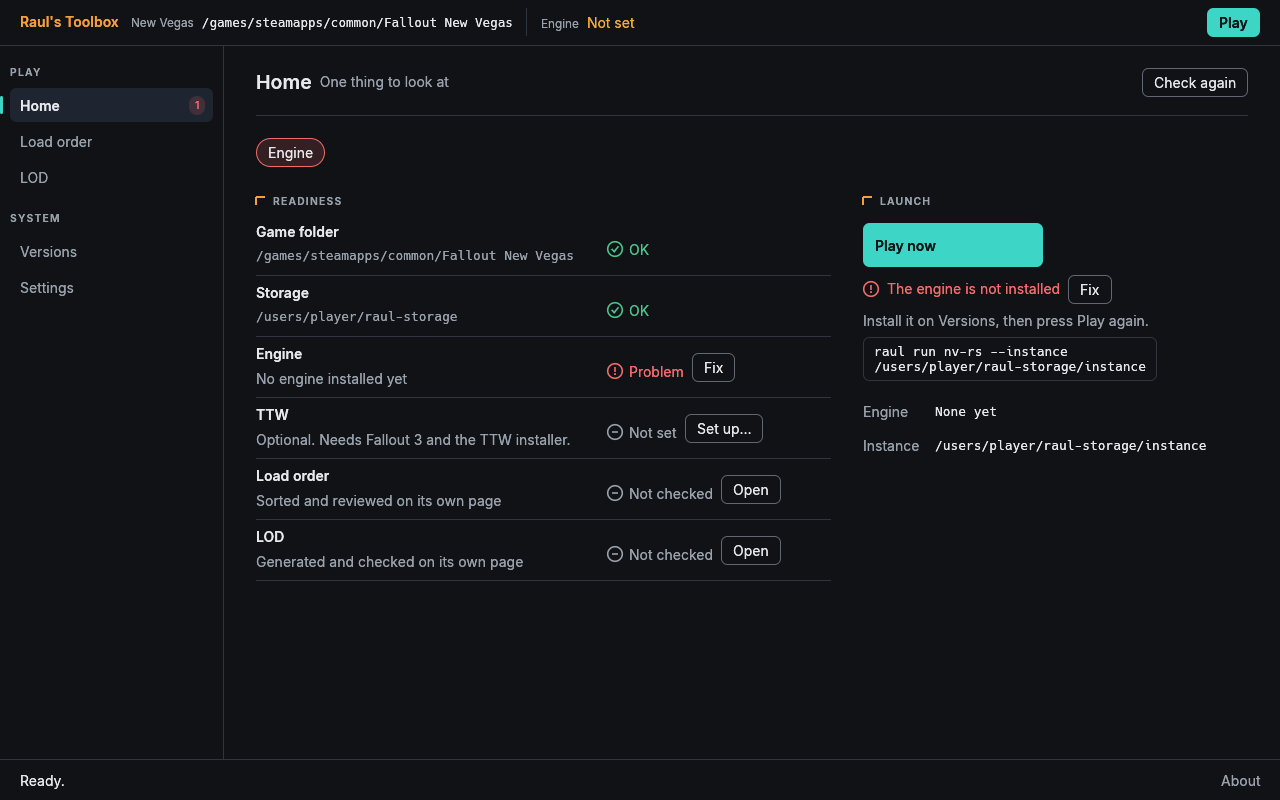 Raul's Toolbox New Vegas /games/steamapps/common/Fallout New Vegas Engine Not set Play
PLAY
Home 1
Load order
LOD
SYSTEM
Versions
Settings
Home One thing to look at Check again
Engine
READINESS
Game folder
/games/steamapps/common/Fallout New Vegas OK
Storage
/users/player/raul-storage OK
Engine
No engine installed yet Problem Fix
TTW
Optional. Needs Fallout 3 and the TTW installer. Not set Set up...
Load order
Sorted and reviewed on its own page Not checked Open
LOD
Generated and checked on its own page Not checked Open
LAUNCH
Play now
The engine is not installed Fix
Install it on Versions, then press Play again.
raul run nv-rs --instance
/users/player/raul-storage/instance
Engine None yet
Instance /users/player/raul-storage/instance
Ready. About